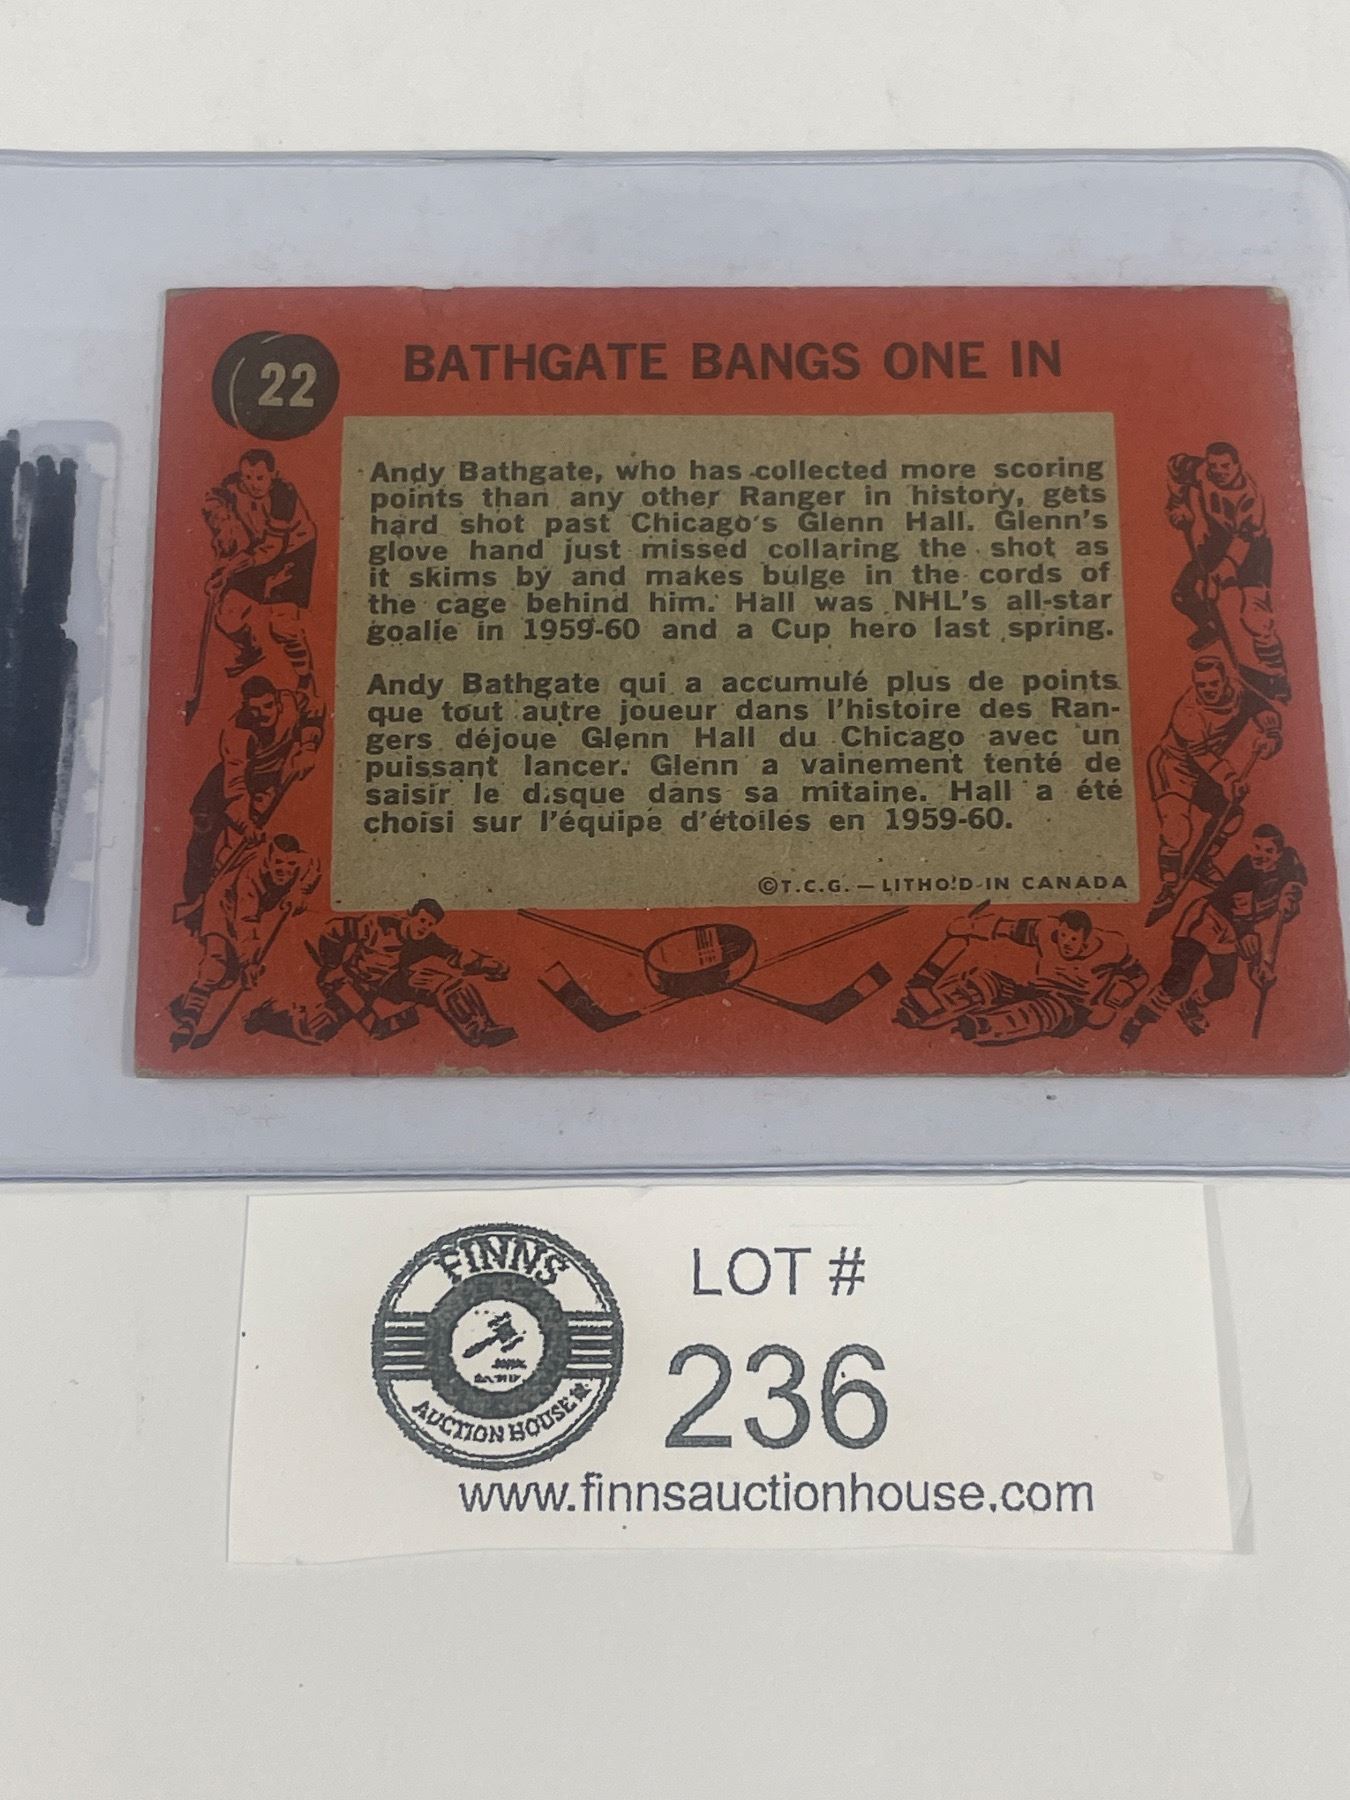 22
BATHGATE BANGS ONE IN
Andy Bathgate, who has collected more scoring
points than any other Ranger in history, gets
hard shot past Chicago's Glenn Hall. Glenn's
glove hand just missed collaring the shot as
it skims by and makes bulge in the cords of
the cage behind him. Hall was NHL's all-star
goalie in 1959-60 and a Cup hero last spring.
Andy Bathgate qui a accumulé plus de points
que tout autre joueur dans l'histoire des Ran-
gers déjoue Glenn Hall du Chicago avec un
puissant lancer. Glenn a vainement tenté de
saisir le disque dans sa mitaine. Hall a été
choisi sur l'équipe d'étoiles en 1959-60.
©T.C.G. — LITHO'D IN CANADA
FINNS
AUCTION HOUSE
LOT #
236
www.finnsauctionhouse.com